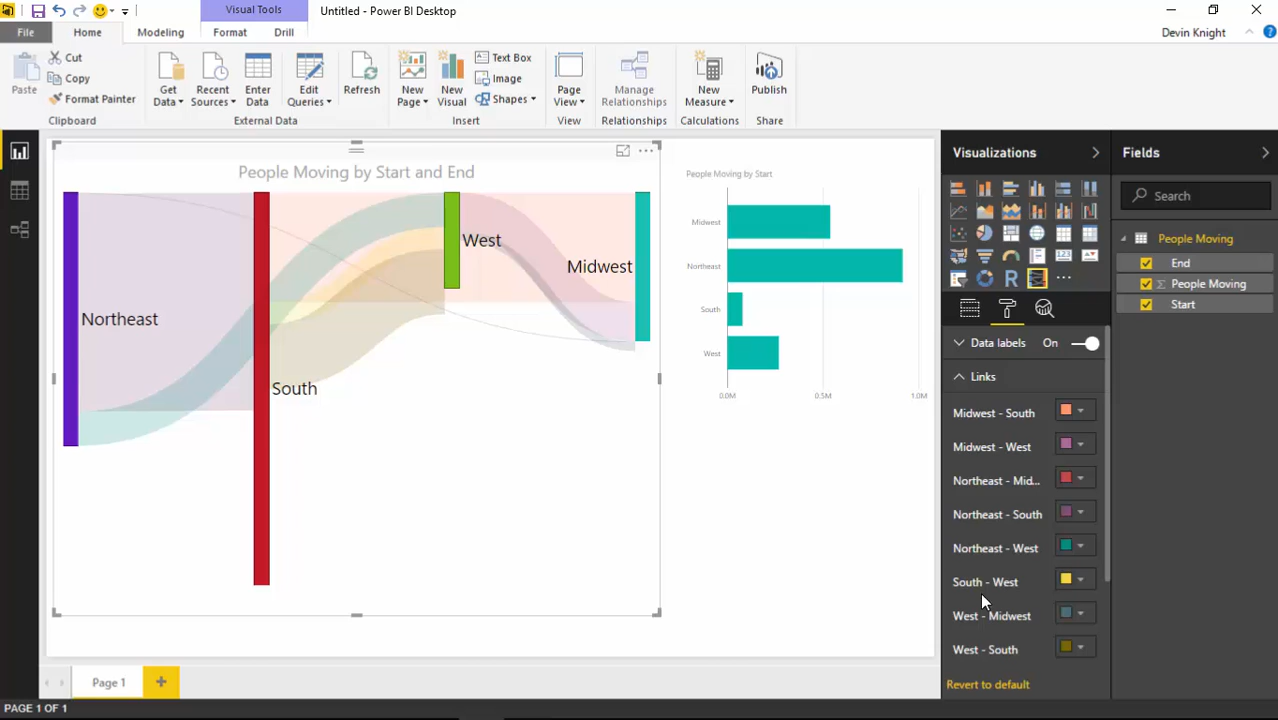 Visual Tools
Untitled - Power BI Desktop
File
Home
Modeling
Format
Drill
Devin Knight
Paste
Cut
Copy
Format Painter
Clipboard
Get Data
Recent Sources
Enter Data
Edit Queries
Refresh
External Data
New Page
New Visual
Text Box
Image
Shapes
Insert
Page View
View
Manage Relationships
Relationships
New Measure
Calculations
Publish
Share
People Moving by Start and End
Northeast
South
West
Midwest
People Moving by Start
Midwest
Northeast
South
West
0.0M
0.5M
1.0M
Visualizations
R
Data labels
On
Links
Midwest - South
Midwest - West
Northeast - Mid...
Northeast - South
Northeast - West
South - West
West - Midwest
West - South
Revert to default
Fields
Search
People Moving
End
Σ People Moving
Start
Page 1
PAGE 1 OF 1